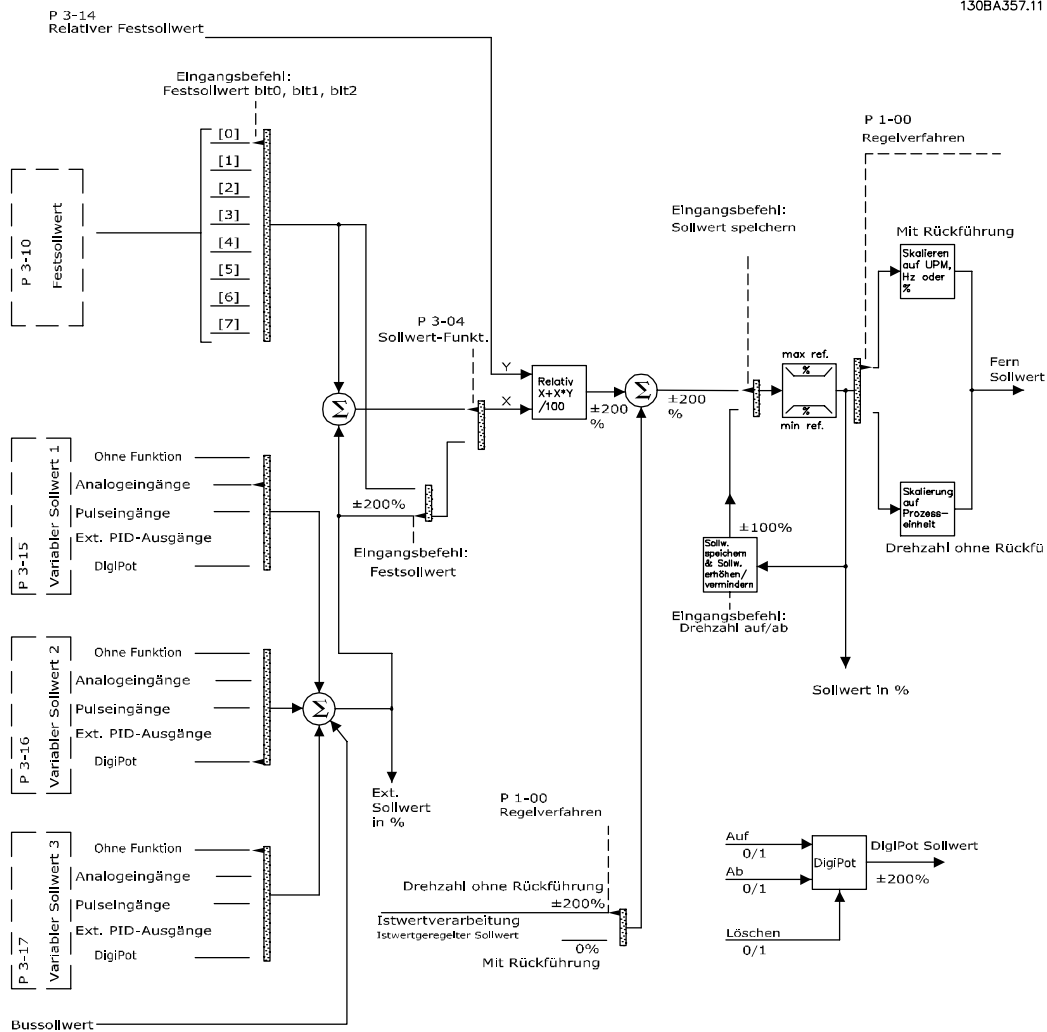 130BA357.11
P 3-14
Relativer Festsollwert
Eingangsbefehl:
Festsollwert bit0, bit1, bit2
[0]
[1]
[2]
[3]
[4]
[5]
[6]
[7]
P 3-10
Festsollwert
P 1-00
Regelverfahren
Eingangsbefehl:
Sollwert speichern
Mit Rückführung
Skalieren
auf UPM,
Hz oder
%
P 3-04
Sollwert-Funkt.
Y
X
Relativ
X+X*Y
/100
±200
%
Σ
±200
%
max ref.
%
%
min ref.
Fern
Sollwert
Σ
P 3-15
Variabler Sollwert 1
Ohne Funktion
Analogeingänge
Pulseingänge
Ext. PID-Ausgänge
DigiPot
±200%
Eingangsbefehl:
Festsollwert
±100%
Sollw.
speichern
& Sollw.
erhöhen/
vermindern
Eingangsbefehl:
Drehzahl auf/ab
Skalierung
auf
Prozess-
einheit
Drehzahl ohne Rückfü
Sollwert in %
P 3-16
Variabler Sollwert 2
Ohne Funktion
Analogeingänge
Pulseingänge
Ext. PID-Ausgänge
DigiPot
Σ
Ext.
Sollwert
in %
P 3-17
Variabler Sollwert 3
Ohne Funktion
Analogeingänge
Pulseingänge
Ext. PID-Ausgänge
DigiPot
P 1-00
Regelverfahren
Drehzahl ohne Rückführung
±200%
Istwertverarbeitung
Istwertgeregelter Sollwert
0%
Mit Rückführung
Auf
0/1
Ab
0/1
Löschen
0/1
DigiPot
DigiPot Sollwert
±200%
Bussollwert